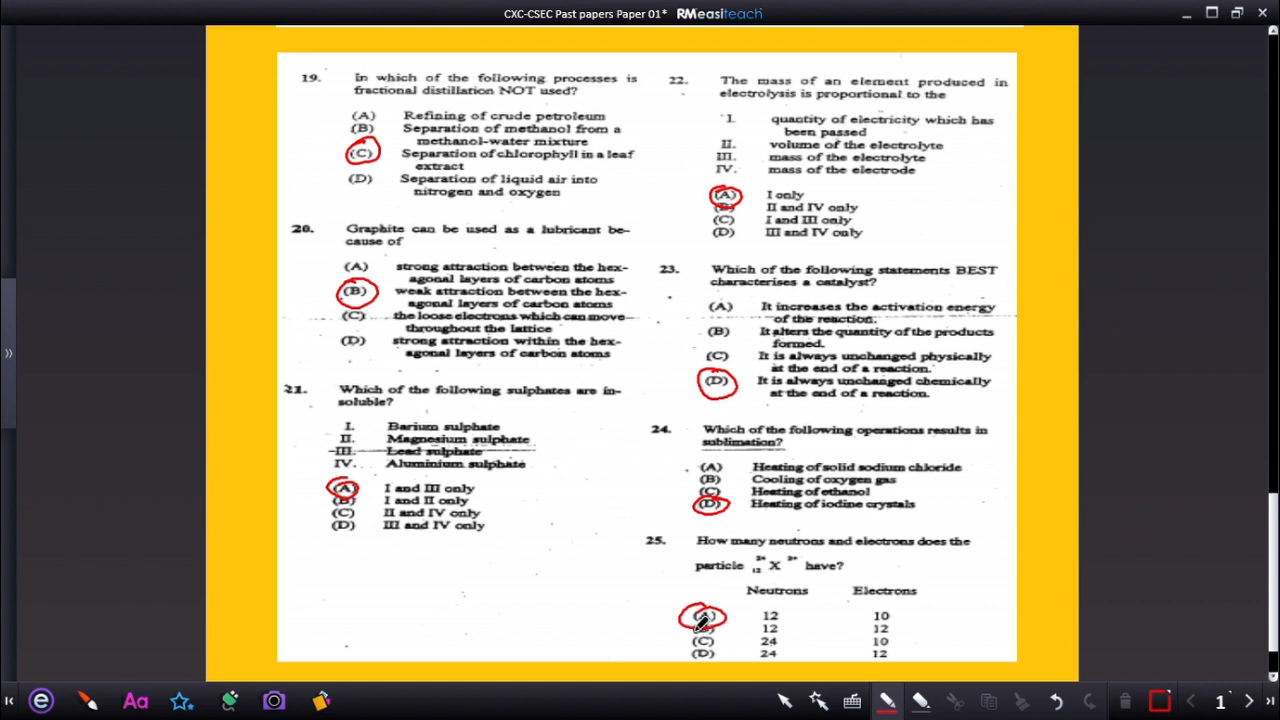 CXC-CSEC Past papers Paper 01* RMeasiteach
19. In which of the following processes is
fractional distillation NOT used?
(A) Refining of crude petroleum
(B) Separation of methanol from a
methanol-water mixture
(C) Separation of chlorophyll in a leaf
extract
(D) Separation of liquid air into
nitrogen and oxygen
20. Graphite can be used as a lubricant be-
cause of
(A) strong attraction between the hex-
agonal layers of carbon atoms
(B) weak attraction between the hex-
agonal layers of carbon atoms
(C) the loose electrons which can move
throughout the lattice
(D) strong attraction within the hex-
agonal layers of carbon atoms
21. Which of the following sulphates are in-
soluble?
I. Barium sulphate
II. Magnesium sulphate
III. Lead sulphate
IV. Aluminium sulphate
(A) I and III only
(B) I and II only
(C) II and IV only
(D) III and IV only
22. The mass of an element produced in
electrolysis is proportional to the
I. quantity of electricity which has
been passed
II. volume of the electrolyte
III. mass of the electrolyte
IV. mass of the electrode
(A) I only
(B) II and IV only
(C) I and III only
(D) III and IV only
23. Which of the following statements BEST
characterises a catalyst?
(A) It increases the activation energy
of the reaction.
(B) It alters the quantity of the products
formed.
(C) It is always unchanged physically
at the end of a reaction.
(D) It is always unchanged chemically
at the end of a reaction.
24. Which of the following operations results in
sublimation?
(A) Heating of solid sodium chloride
(B) Cooling of oxygen gas
(C) Heating of ethanol
(D) Heating of iodine crystals
25. How many neutrons and electrons does the
particle 12 X have?
Neutrons Electrons
(A) 12 10
12 12
(C) 24 10
(D) 24 12
e Aa 1